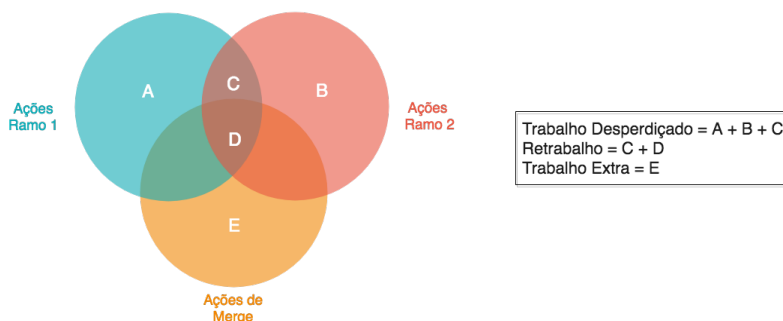 A
C
B
D
E
Ações
Ramo 1
Ações
Ramo 2
Ações de
Merge
Trabalho Desperdiçado = A + B + C
Retrabalho = C + D
Trabalho Extra = E